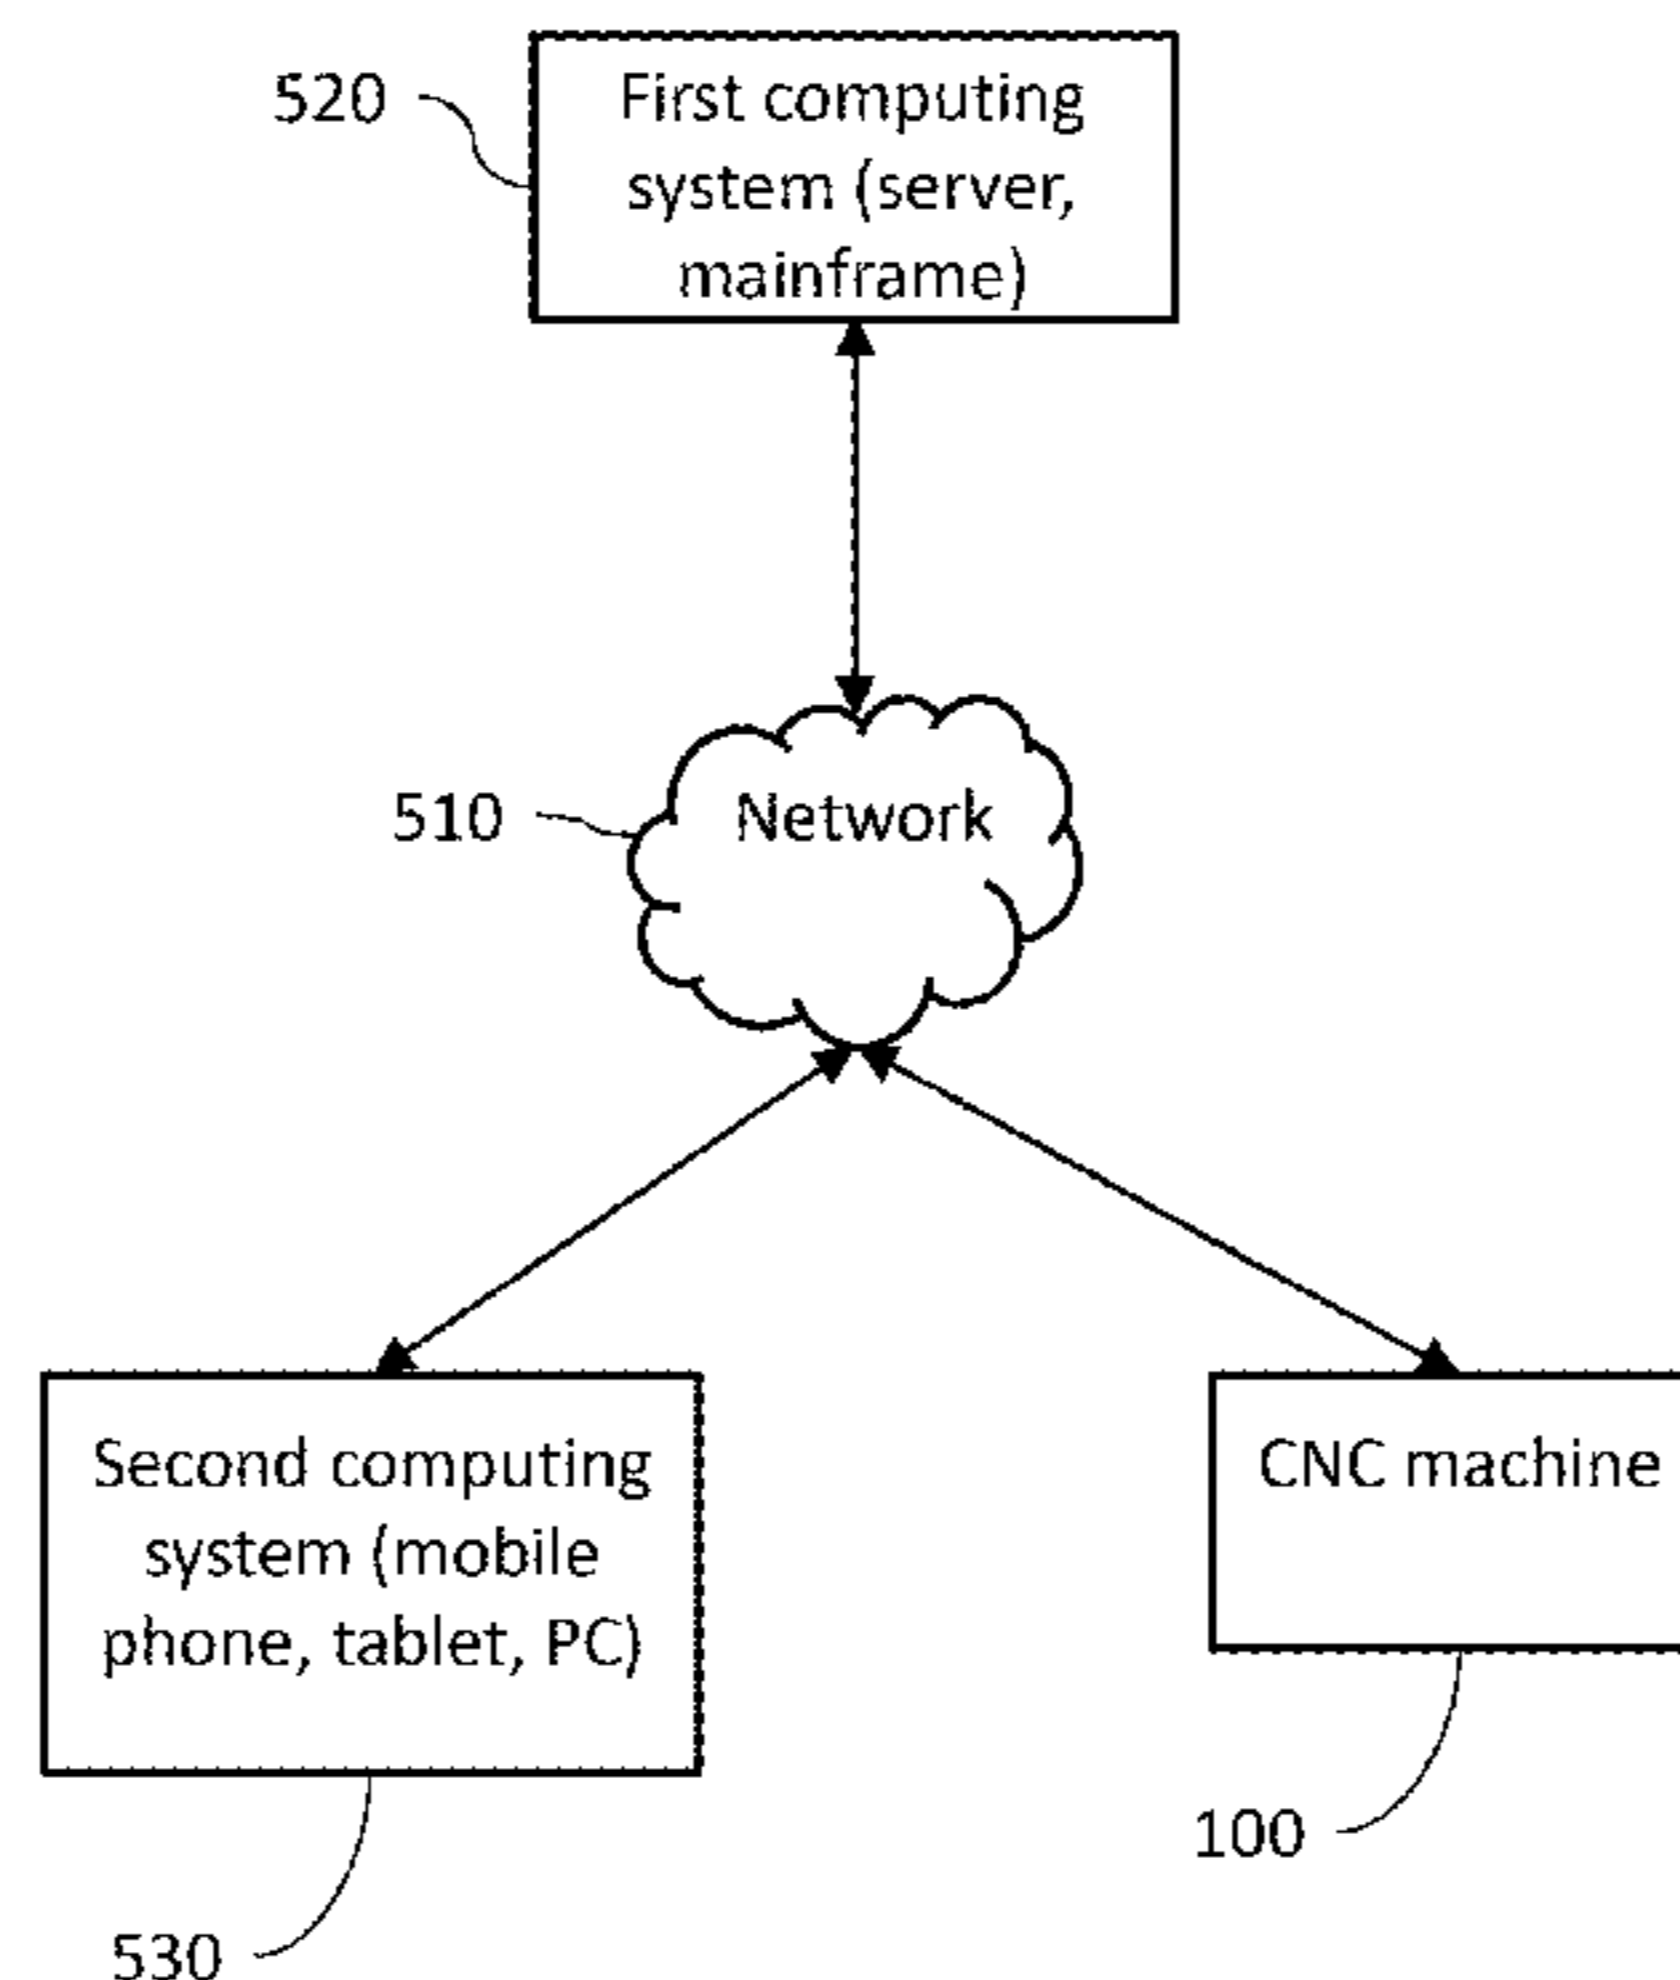 520
First computing
system (server,
mainframe)
510
Network
Second computing
system (mobile
phone, tablet, PC)
CNC machine
100
530